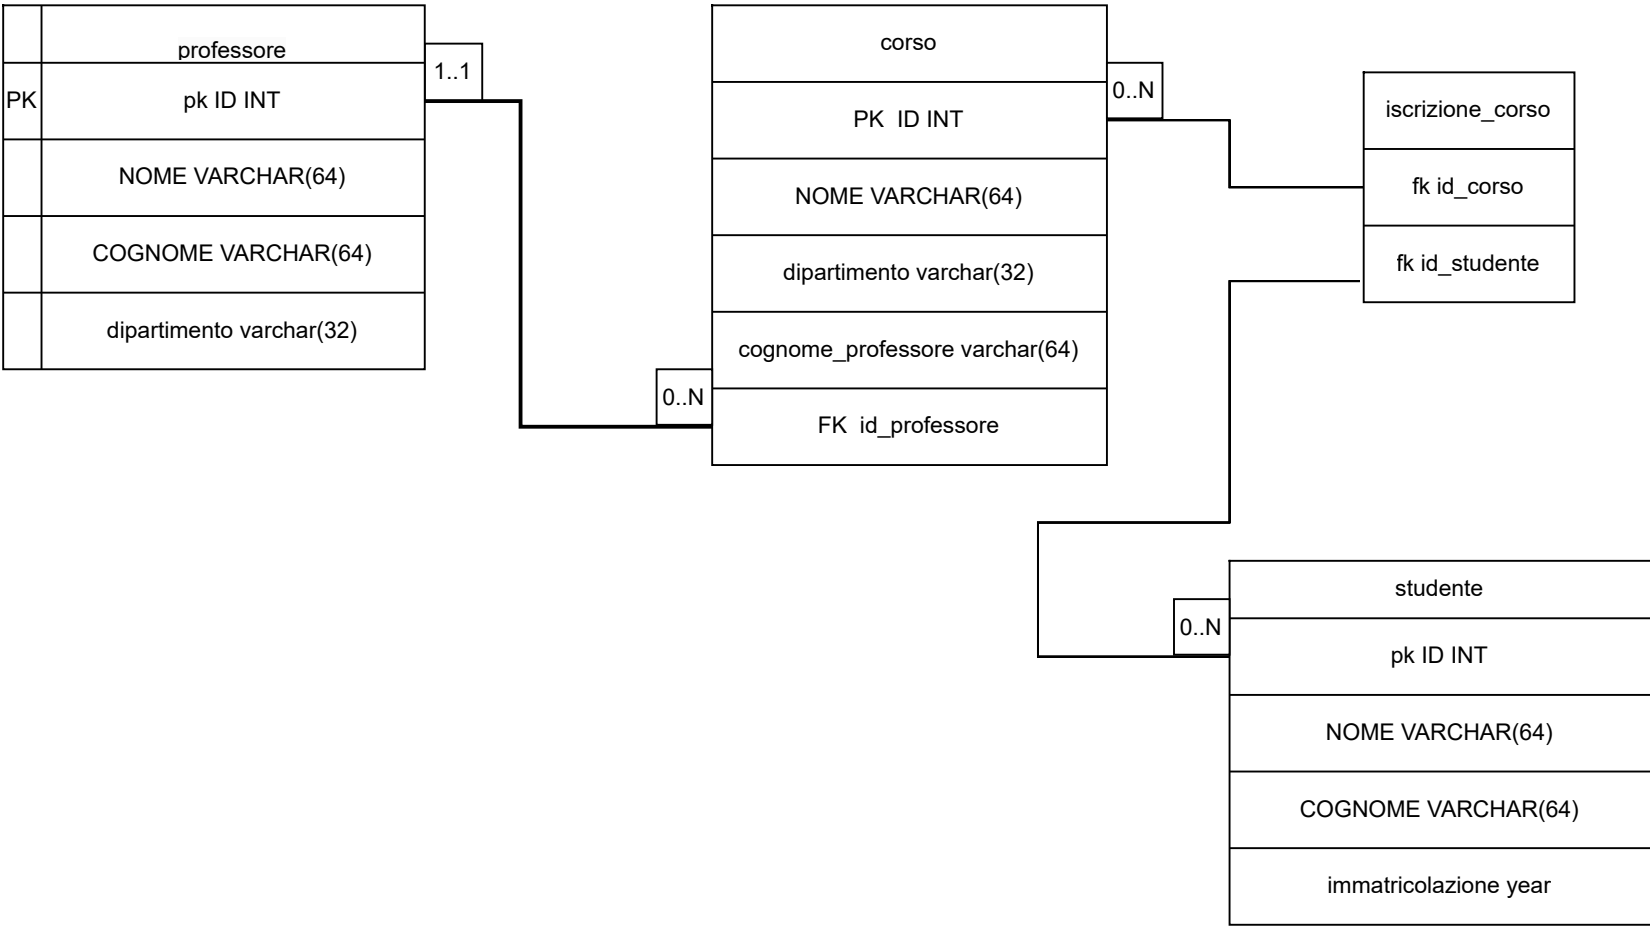 professore
1..1
PK
pk ID INT
NOME VARCHAR(64)
COGNOME VARCHAR(64)
dipartimento varchar(32)
corso
0..N
PK  ID INT
NOME VARCHAR(64)
dipartimento varchar(32)
cognome_professore varchar(64)
0..N
FK  id_professore
iscrizione_corso
fk id_corso
fk id_studente
studente
0..N
pk ID INT
NOME VARCHAR(64)
COGNOME VARCHAR(64)
immatricolazione year